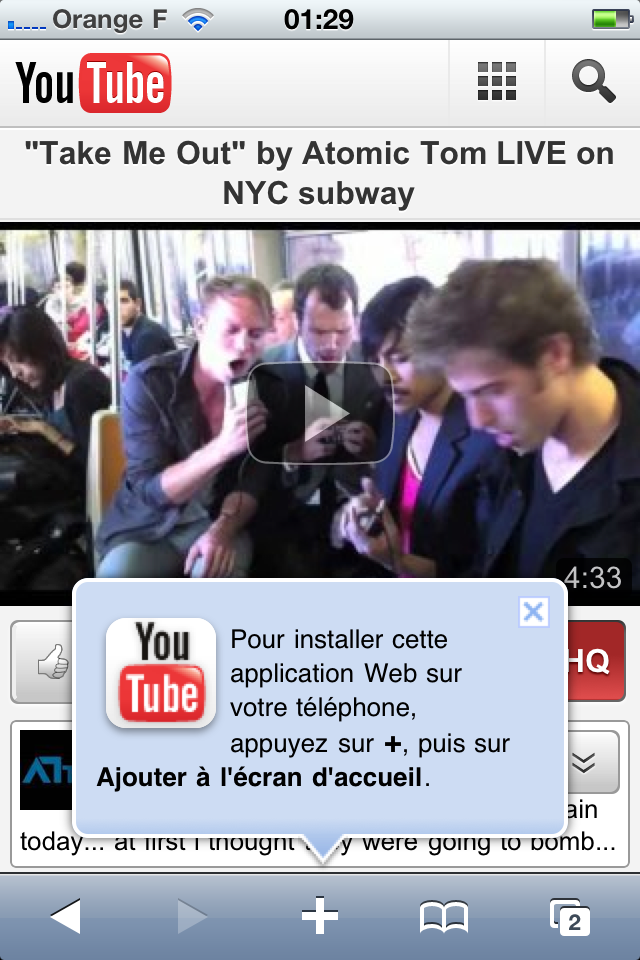 Orange F 01:29
YouTube
"Take Me Out" by Atomic Tom LIVE on
NYC subway
4:33
HQ
You
Tube
Pour installer cette
application Web sur
votre téléphone,
appuyez sur +, puis sur
Ajouter à l'écran d'accueil.
today... at first I thought they were going to bomb...
2